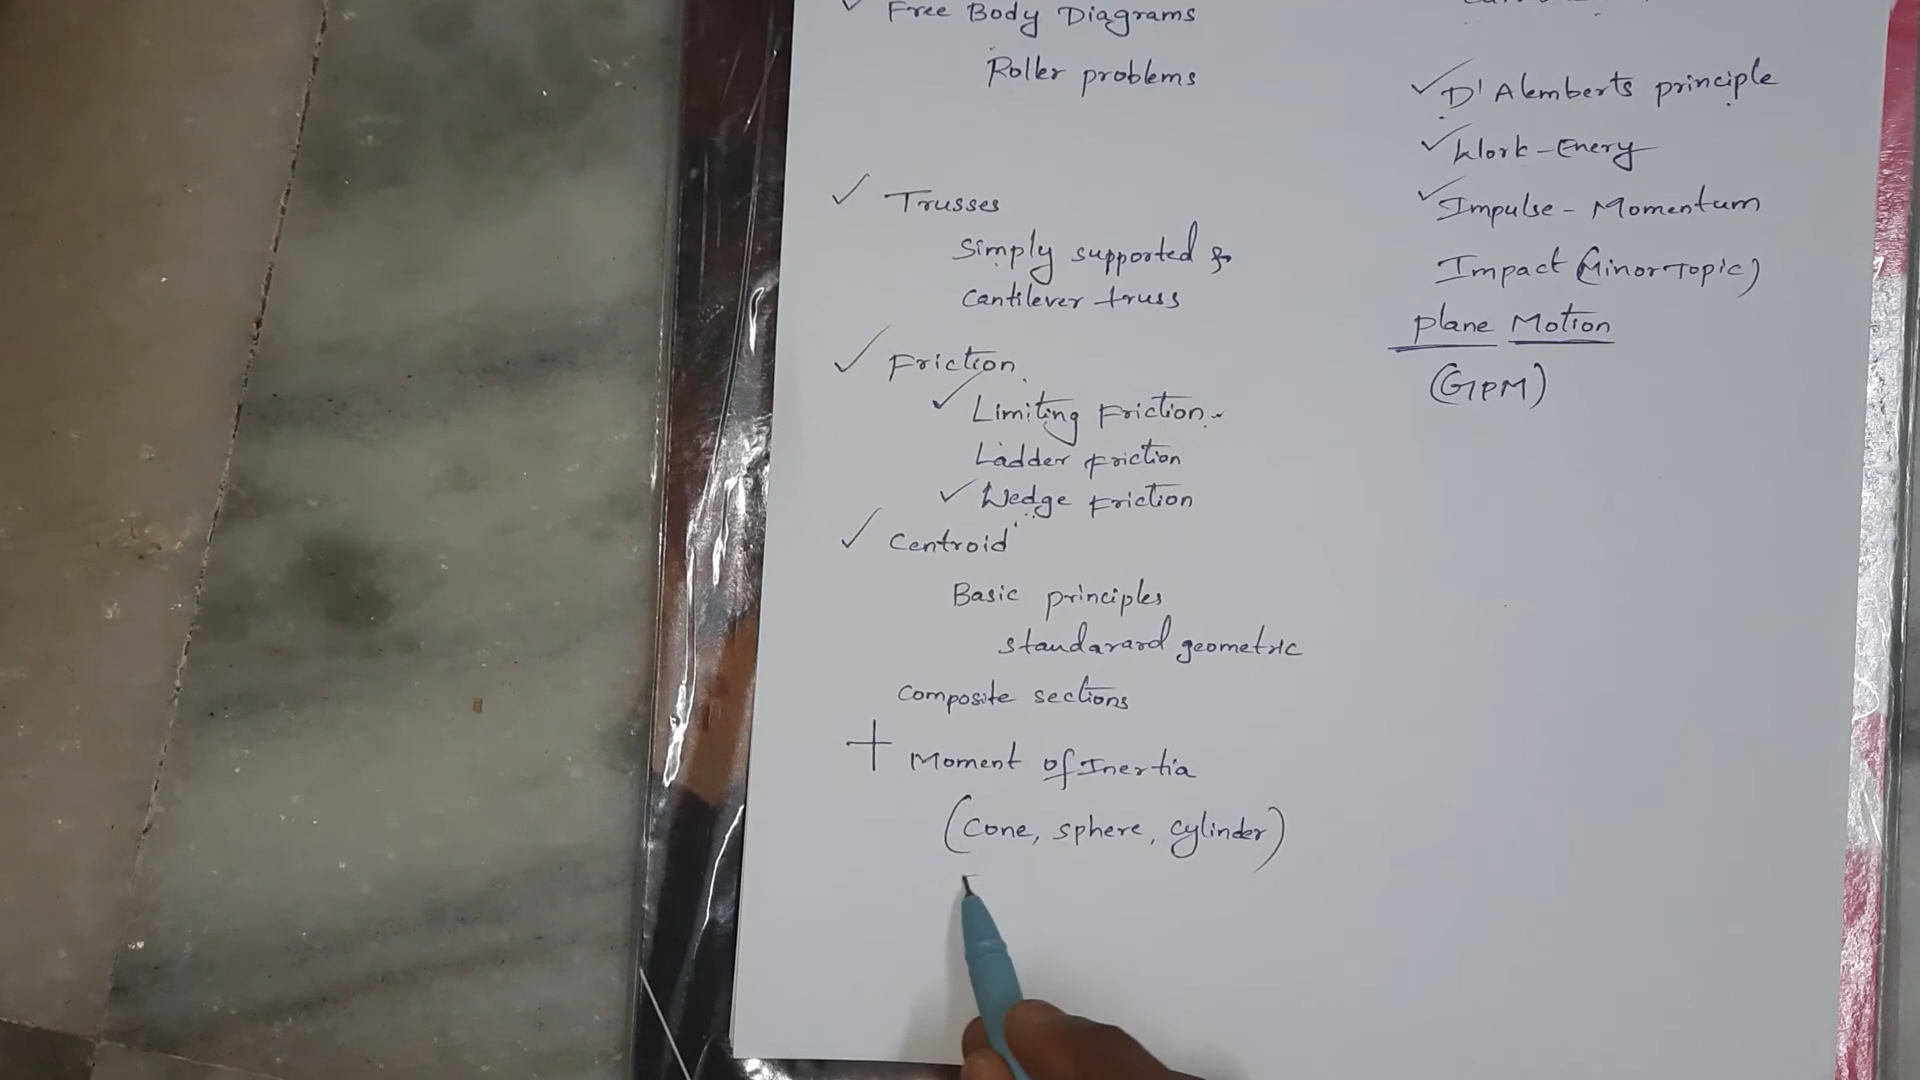 Free Body Diagrams
Roller problems
Trusses
Simply supported &
Cantilever truss
Friction
Limiting Friction
Ladder friction
Wedge Friction
Centroid
Basic principles
standarard geometric
composite sections
+ Moment of Inertia
(cone, sphere, cylinder)
D'Alemberts principle
Work-Enery
Impulse - Momentum
Impact (Minor Topic)
plane Motion
(GPM)